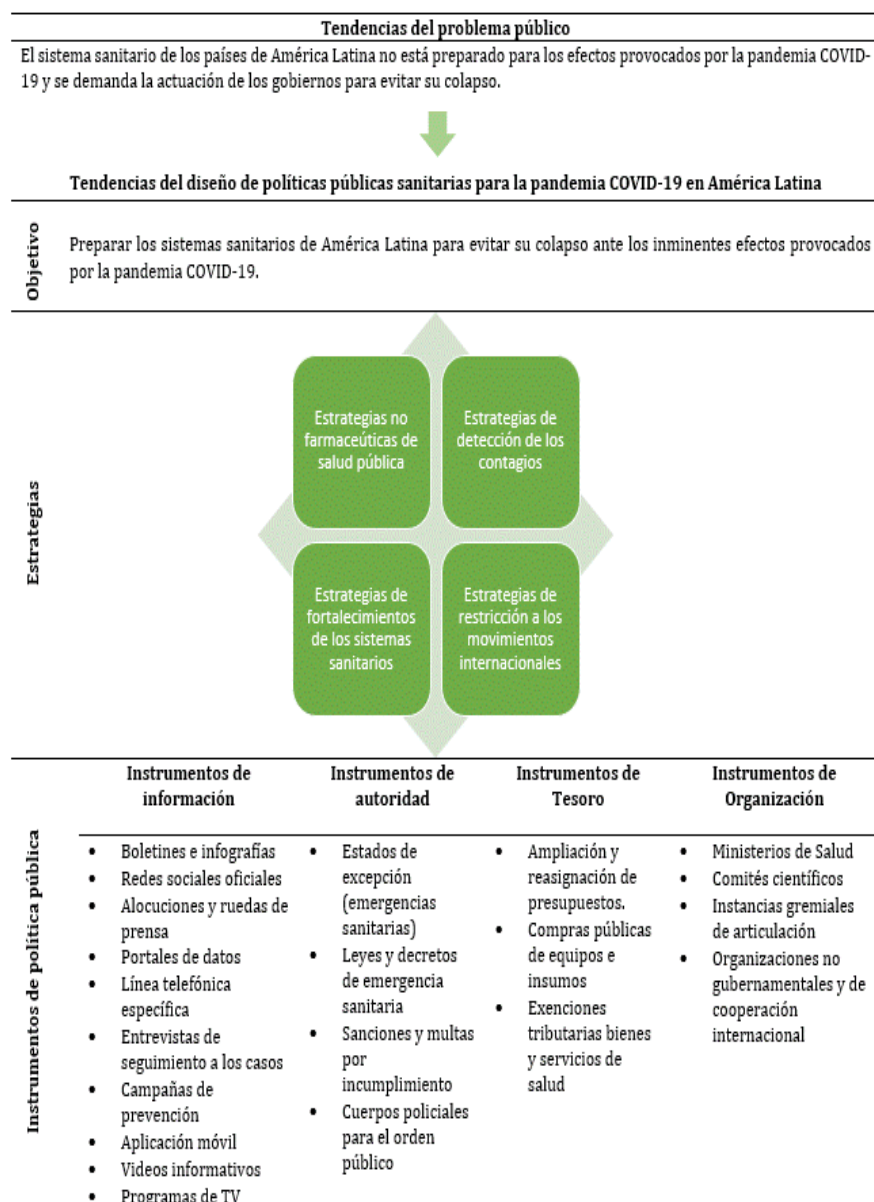 Tendencias del problema público
El sistema sanitario de los países de América Latina no está preparado para los efectos provocados por la pandemia COVID-
19 y se demanda la actuación de los gobiernos para evitar su colapso.
Tendencias del diseño de políticas públicas sanitarias para la pandemia COVID-19 en América Latina
Objetivo
Preparar los sistemas sanitarios de América Latina para evitar su colapso ante los inminentes efectos provocados
por la pandemia COVID-19.
Estrategias
Estrategias no
farmaceúticas de
salud pública
Estrategias de
detección de los
contagios
Estrategias de
fortalecimientos
de los sistemas
sanitarios
Estrategias de
restricción a los
movimientos
internacionales
Instrumentos de política pública
Instrumentos de
información
• Boletines e infografías
• Redes sociales oficiales
• Alocuciones y ruedas de
prensa
• Portales de datos
• Línea telefónica
específica
• Entrevistas de
seguimiento a los casos
• Campañas de
prevención
• Aplicación móvil
• Videos informativos
• Programas de TV
Instrumentos de
autoridad
• Estados de
excepción
(emergencias
sanitarias)
• Leyes y decretos
de emergencia
sanitaria
• Sanciones y multas
por
incumplimiento
• Cuerpos policiales
para el orden
público
Instrumentos de
Tesoro
• Ampliación y
reasignación de
presupuestos.
• Compras públicas
de equipos e
insumos
• Exenciones
tributarias bienes
y servicios de
salud
Instrumentos de
Organización
• Ministerios de Salud
• Comités científicos
• Instancias gremiales
de articulación
• Organizaciones no
gubernamentales y de
cooperación
internacional